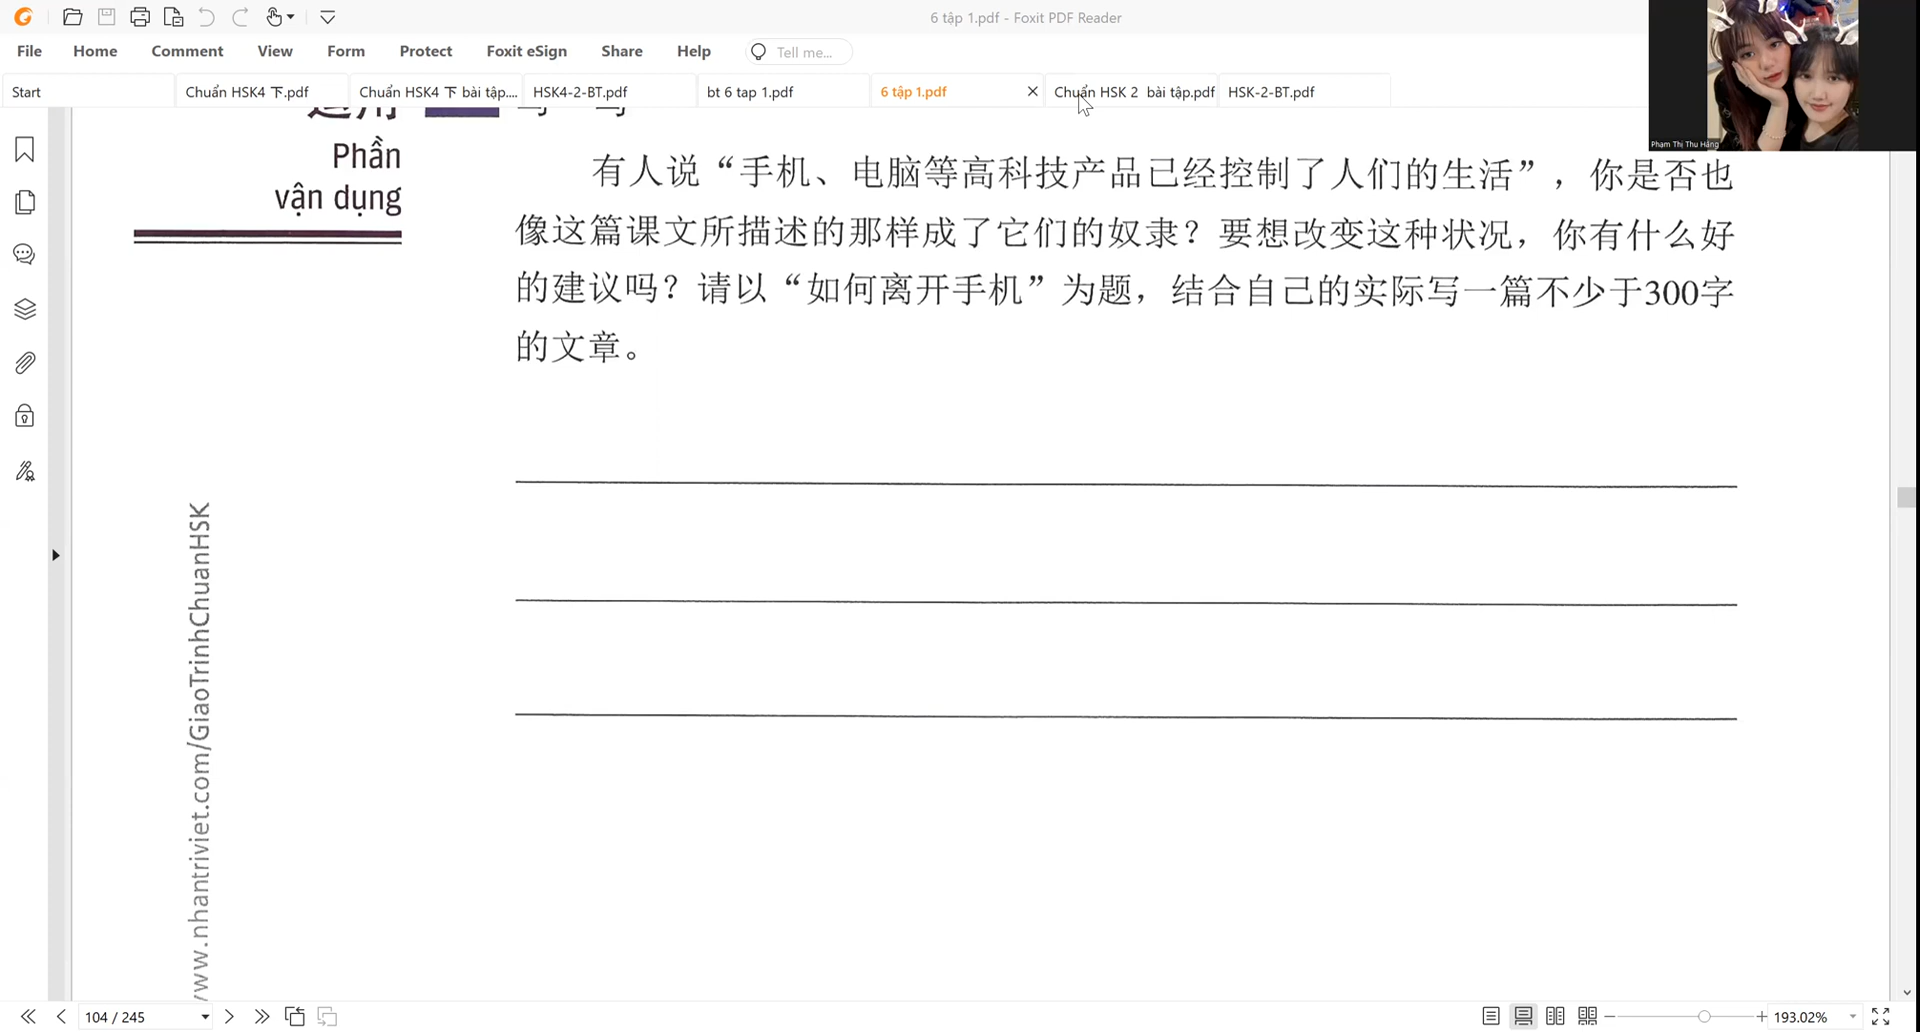 6 tập 1.pdf - Foxit PDF Reader
File Home Comment View Form Protect Foxit eSign Share Help Tell me...
Start Chuẩn HSK4 下.pdf Chuẩn HSK4 下 bài tập.... HSK4-2-BT.pdf bt 6 tap 1.pdf 6 tập 1.pdf Chuẩn HSK 2 bài tập.pdf HSK-2-BT.pdf
Phạm Thị Thu Hằng
Phần
vận dụng
有人说“手机、电脑等高科技产品已经控制了人们的生活”，你是否也
像这篇课文所描述的那样成了它们的奴隶？要想改变这种状况，你有什么好
的建议吗？请以“如何离开手机”为题，结合自己的实际写一篇不少于300字
的文章。
www.nhantriviet.com/GiaoTrinhChuanHSK
104 / 245
193.02%